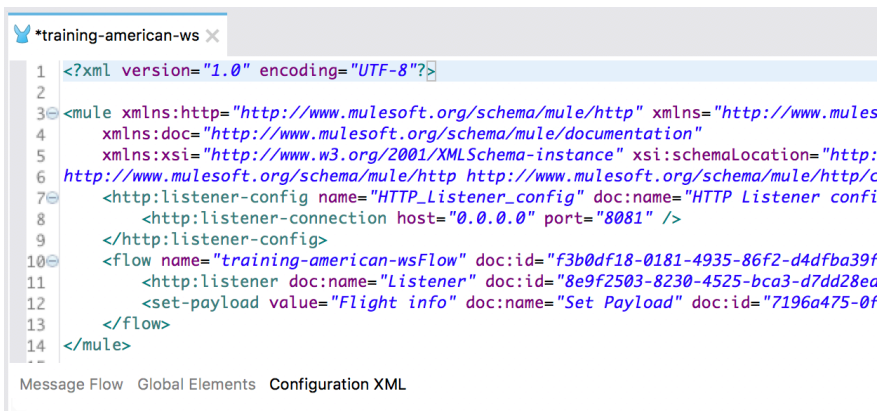 *training-american-ws
1 <?xml version="1.0" encoding="UTF-8"?>
2
3 <mule xmlns:http="http://www.mulesoft.org/schema/mule/http" xmlns="http://www.mules
4 xmlns:doc="http://www.mulesoft.org/schema/mule/documentation"
5 xmlns:xsi="http://www.w3.org/2001/XMLSchema-instance" xsi:schemaLocation="http:
6 http://www.mulesoft.org/schema/mule/http http://www.mulesoft.org/schema/mule/http/c
7 <http:listener-config name="HTTP_Listener_config" doc:name="HTTP Listener confi
8 <http:listener-connection host="0.0.0.0" port="8081" />
9 </http:listener-config>
10 <flow name="training-american-wsFlow" doc:id="f3b0df18-0181-4935-86f2-d4dfba39f
11 <http:listener doc:name="Listener" doc:id="8e9f2503-8230-4525-bca3-d7dd28ea
12 <set-payload value="Flight info" doc:name="Set Payload" doc:id="7196a475-0f
13 </flow>
14 </mule>
Message Flow Global Elements Configuration XML